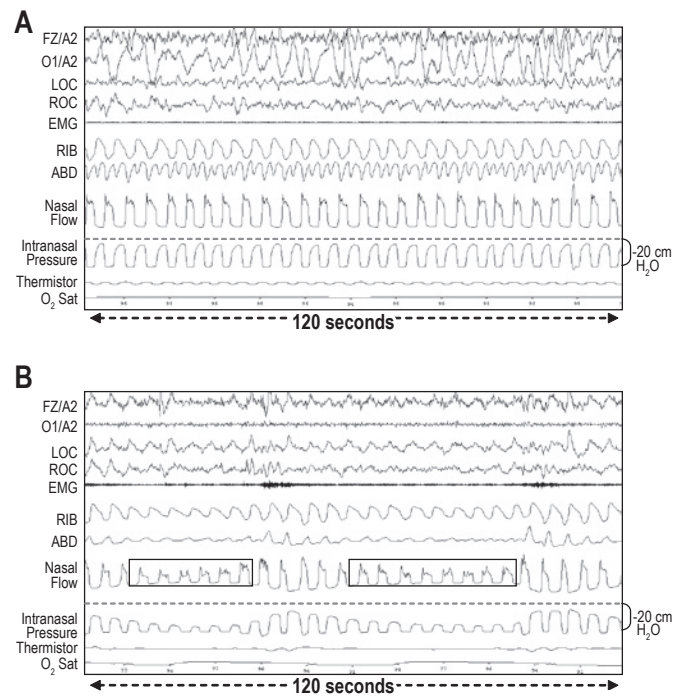 A
FZ/A2
O1/A2
LOC
ROC
EMG
RIB
ABD
Nasal
Flow
Intranasal
Pressure
-20 cm
H2O
Thermistor
O2 Sat
120 seconds
B
FZ/A2
O1/A2
LOC
ROC
EMG
RIB
ABD
Nasal
Flow
Intranasal
Pressure
-20 cm
H2O
Thermistor
O2 Sat
120 seconds